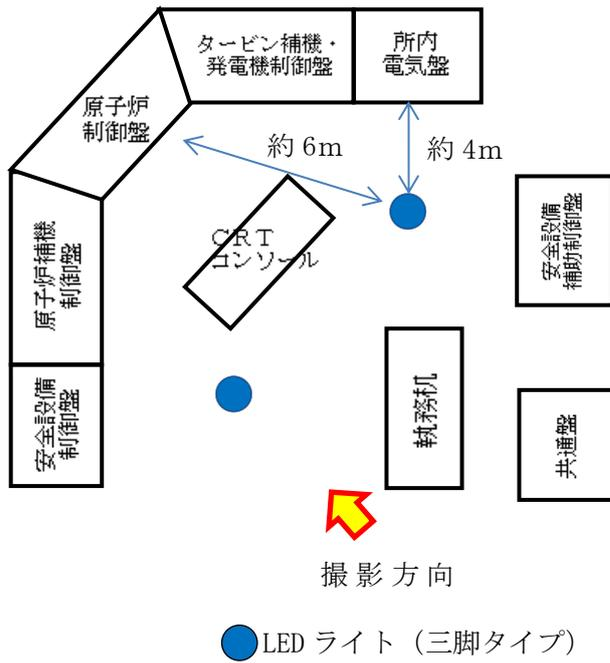 タービン補機・
発電機制御盤
所内
電気盤
原子炉
制御盤
約 6m
約 4m
CRT
コンソール
安全設備
補助制御盤
原子炉補機
制御盤
安全設備
制御盤
執務机
共通盤
撮影方向
LED ライト（三脚タイプ）